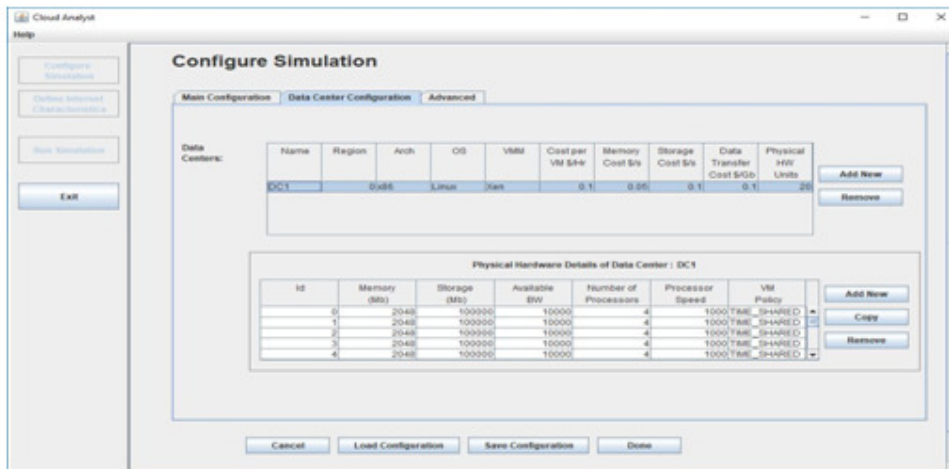 Cloud Analyst
Help
Configure Simulation
Define Internet Characteristics
Run Simulation
Exit
Configure Simulation
Main Configuration Data Center Configuration Advanced
Data Centers:
Name Region Arch OS VMM Cost per VM $/Hr Memory Cost $/s Storage Cost $/s Data Transfer Cost $/Gb Physical HW Units
DC1 0 x86 Linux Xen 0.1 0.05 0.1 0.1 20
Add New
Remove
Physical Hardware Details of Data Center : DC1
Id Memory (Mb) Storage (Mb) Available BW Number of Processors Processor Speed VM Policy
0 2048 100000 10000 4 1000 TIME_SHARED
1 2048 100000 10000 4 1000 TIME_SHARED
2 2048 100000 10000 4 1000 TIME_SHARED
3 2048 100000 10000 4 1000 TIME_SHARED
4 2048 100000 10000 4 1000 TIME_SHARED
Add New
Copy
Remove
Cancel Load Configuration Save Configuration Done